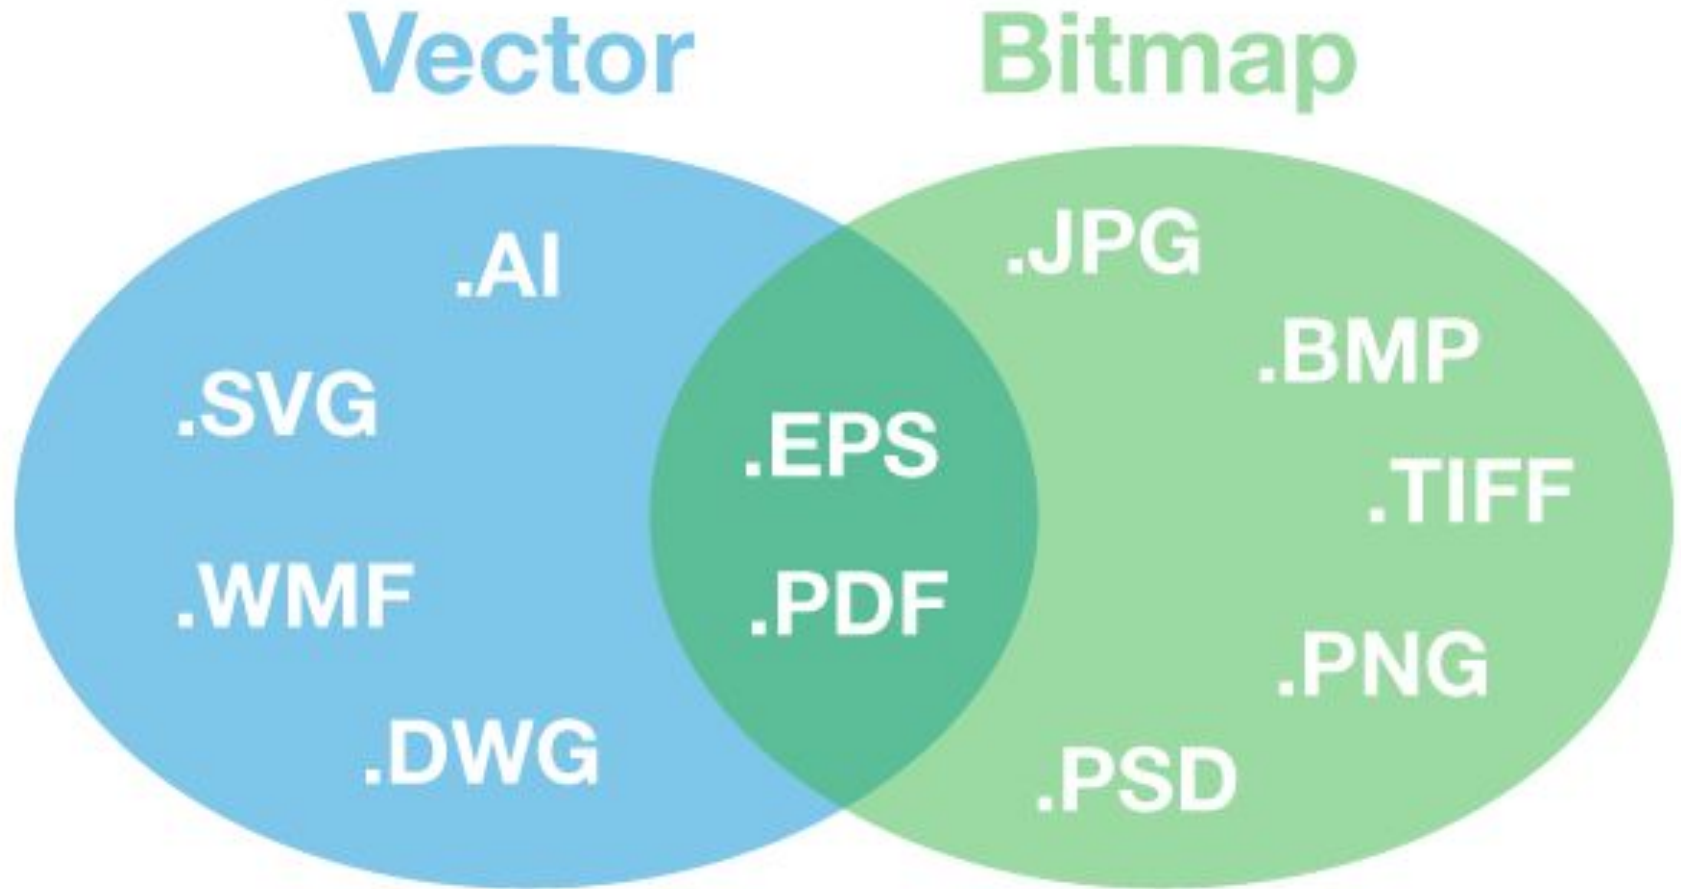 Vector
Bitmap
.AI
.SVG
.WMF
.DWG
.EPS
.PDF
.JPG
.BMP
.TIFF
.PNG
.PSD